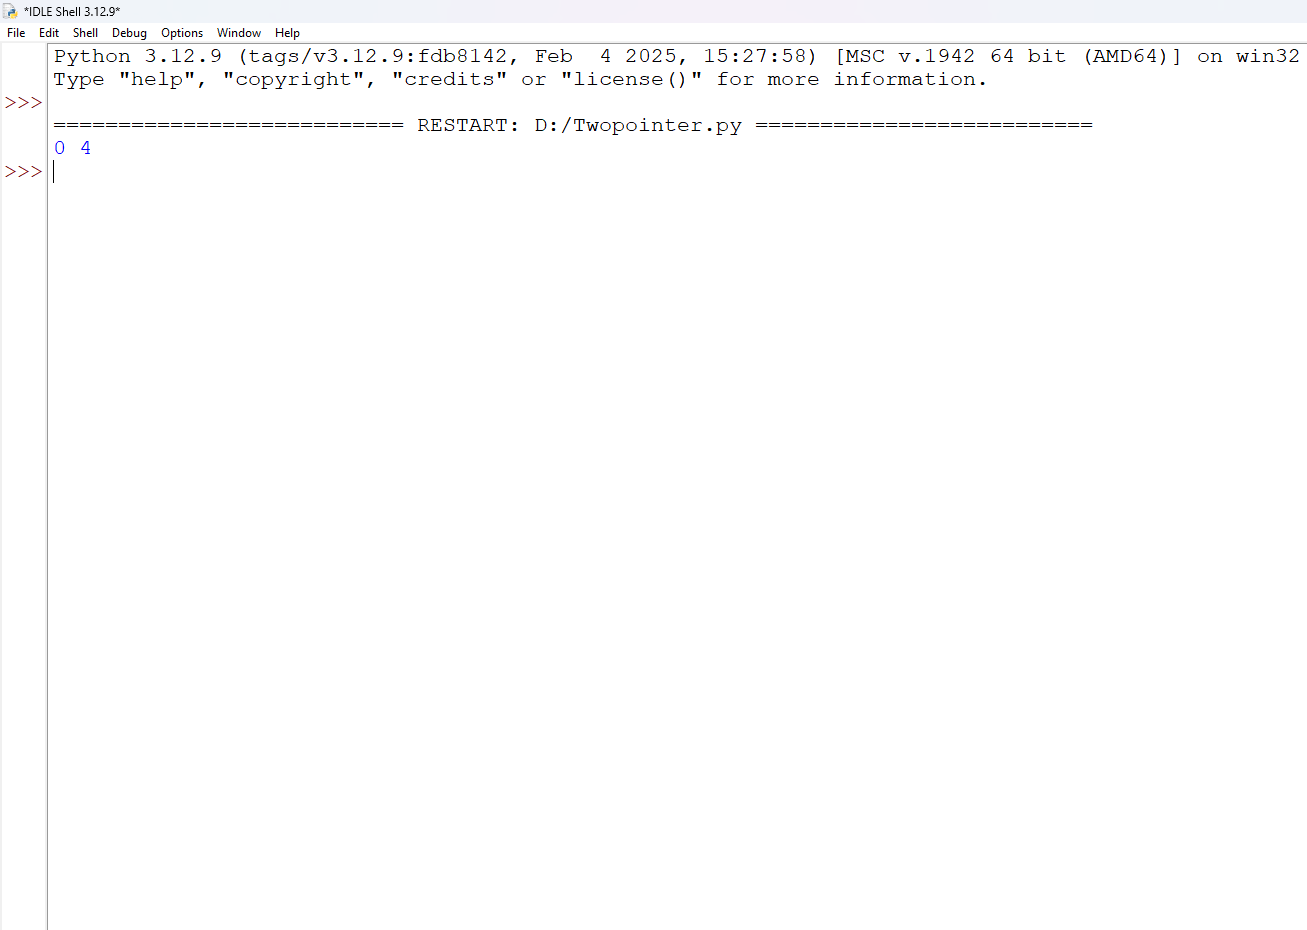 *IDLE Shell 3.12.9*
File Edit Shell Debug Options Window Help
Python 3.12.9 (tags/v3.12.9:fdb8142, Feb  4 2025, 15:27:58) [MSC v.1942 64 bit (AMD64)] on win32
Type "help", "copyright", "credits" or "license()" for more information.
>>>
=========================== RESTART: D:/Twopointer.py ==========================
0 4
>>>